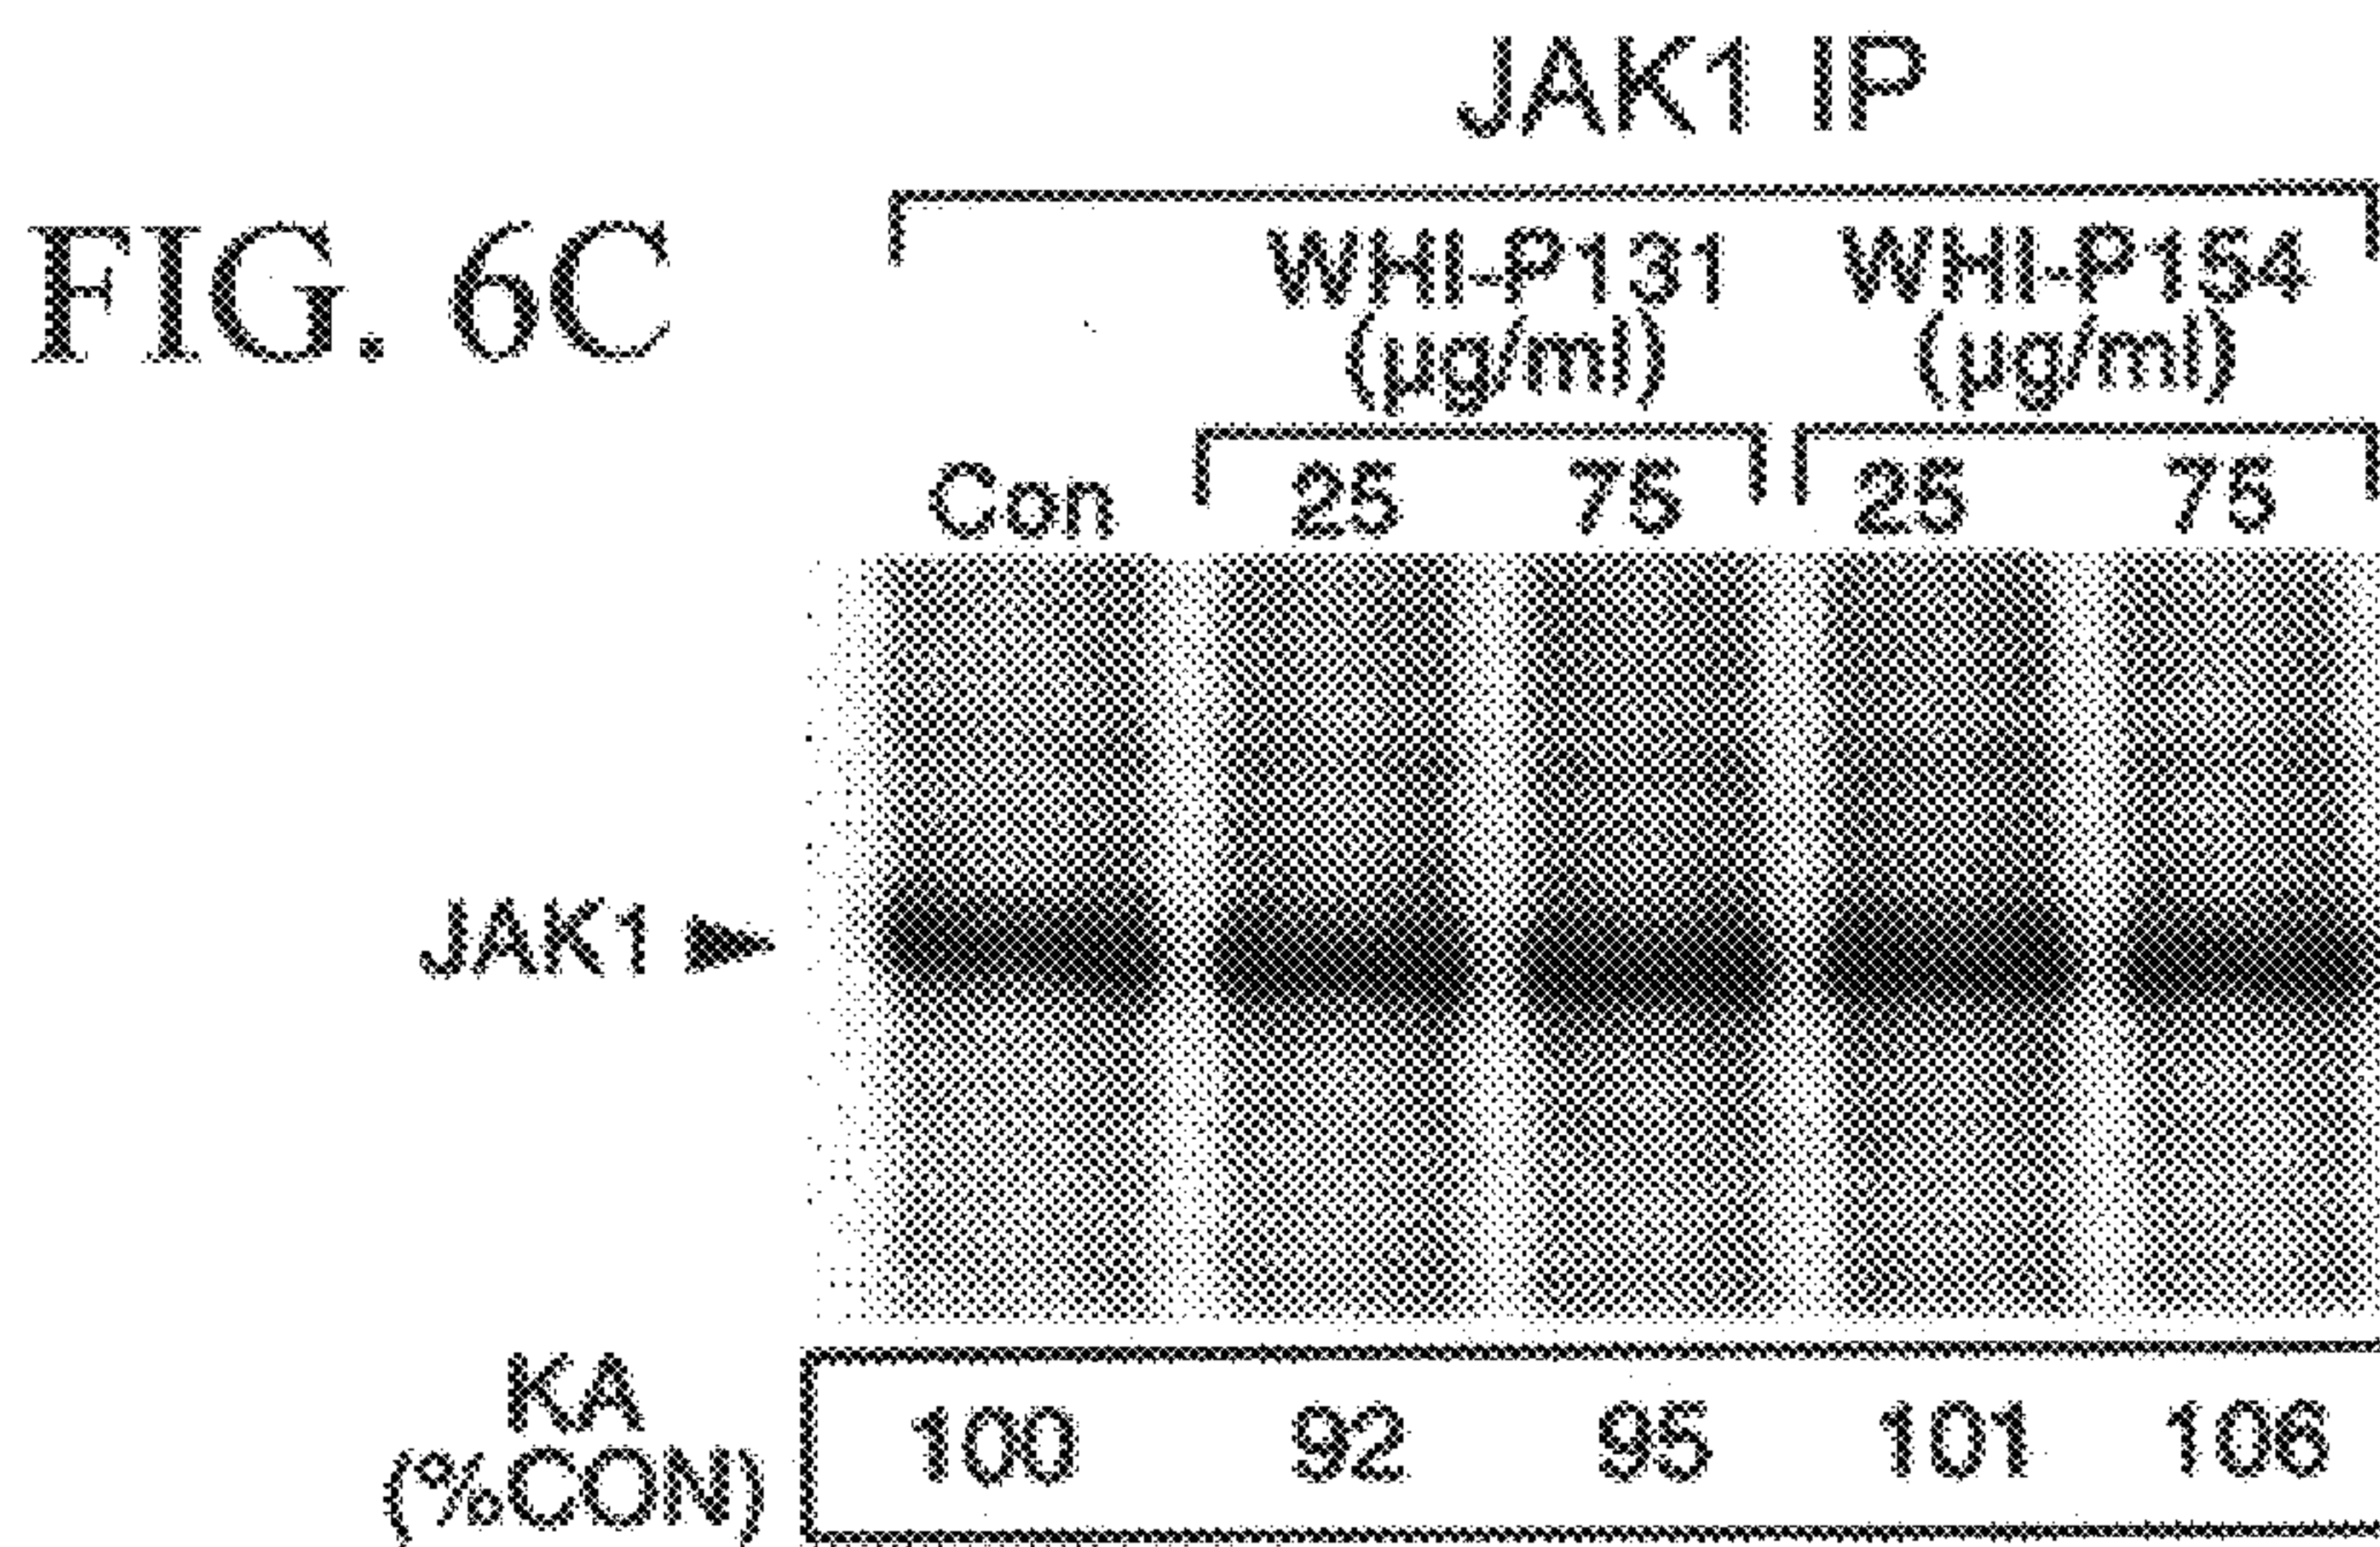 JAK1 IP
FIG. 6C
WHI-P131 WHI-P154
(µg/ml) (µg/ml)
Con 25 75 25 75
JAK1
KA
(%CON) 100 92 95 101 106